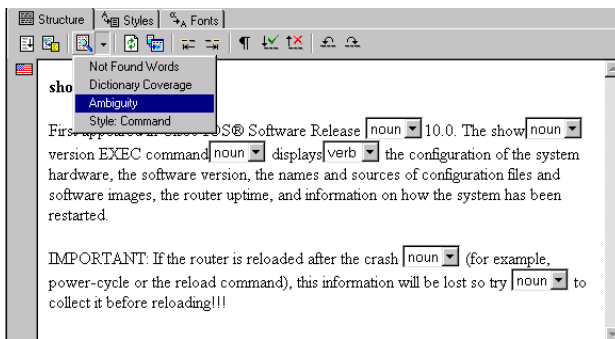 Structure Styles Fonts
Not Found Words
Dictionary Coverage
sho
Ambiguity
Style: Command
First appeared in Cisco IOS® Software Release noun 10.0. The show noun
version EXEC command noun displays verb the configuration of the system
hardware, the software version, the names and sources of configuration files and
software images, the router uptime, and information on how the system has been
restarted.
IMPORTANT: If the router is reloaded after the crash noun (for example,
power-cycle or the reload command), this information will be lost so try noun to
collect it before reloading!!!